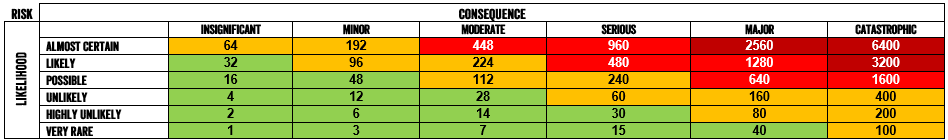 RISK CONSEQUENCE
INSIGNIFICANT MINOR MODERATE SERIOUS MAJOR CATASTROPHIC
LIKELIHOOD
ALMOST CERTAIN 64 192 448 960 2560 6400
LIKELY 32 96 224 480 1280 3200
POSSIBLE 16 48 112 240 640 1600
UNLIKELY 4 12 28 60 160 400
HIGHLY UNLIKELY 2 6 14 30 80 200
VERY RARE 1 3 7 15 40 100